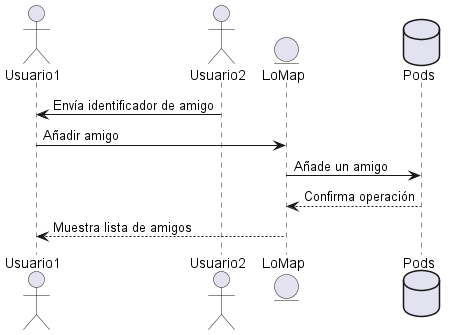 Usuario1 Usuario2 LoMap Pods
Envía identificador de amigo
Añadir amigo
Añade un amigo
Confirma operación
Muestra lista de amigos
Usuario1 Usuario2 LoMap Pods